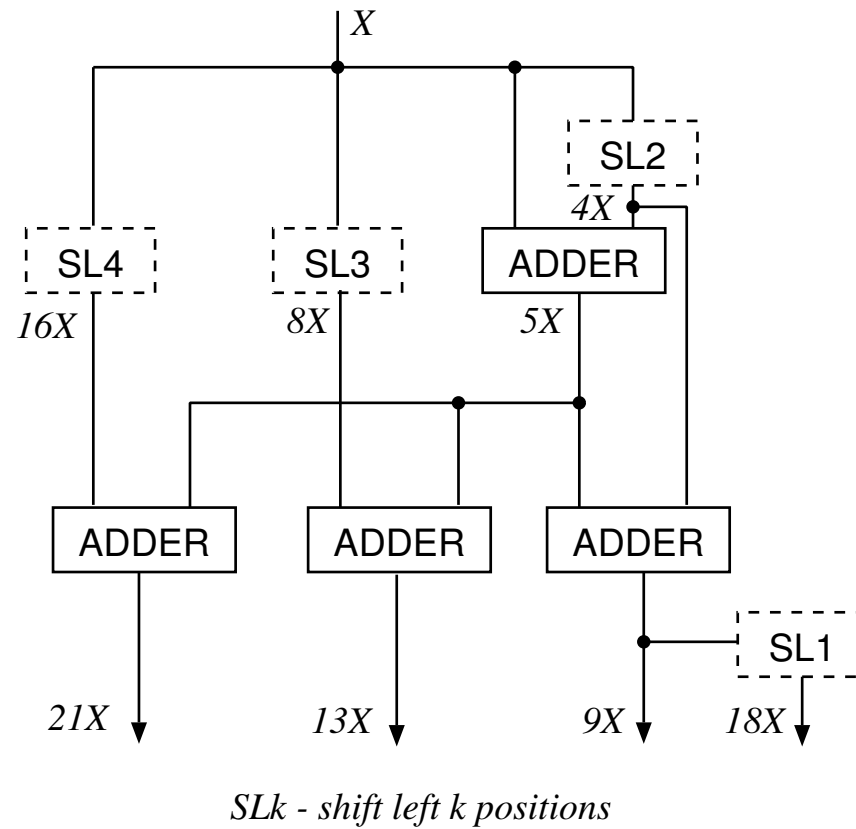 X
SL2
4X
SL4
SL3
ADDER
16X
8X
5X
ADDER
ADDER
ADDER
SL1
21X
13X
9X
18X
SLk - shift left k positions